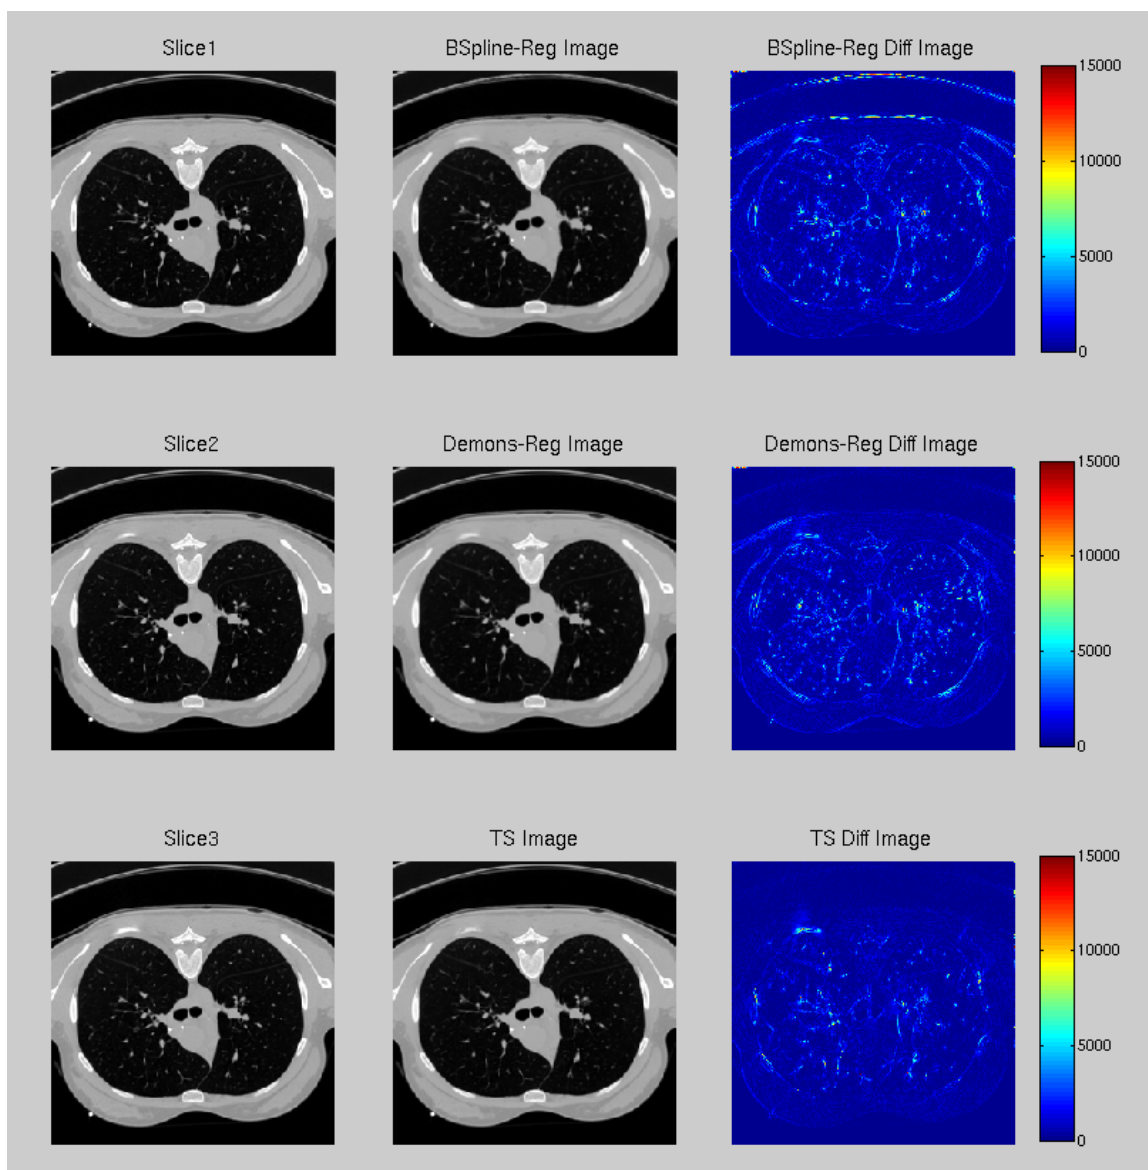 Slice1
BSpline-Reg Image
BSpline-Reg Diff Image
15000
10000
5000
0
Slice2
Demons-Reg Image
Demons-Reg Diff Image
15000
10000
5000
0
Slice3
TS Image
TS Diff Image
15000
10000
5000
0